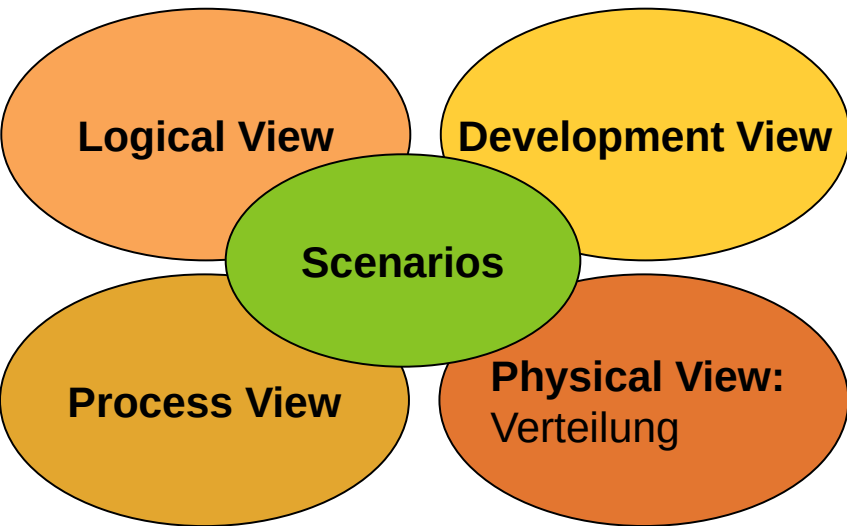 Logical View
Development View
Scenarios
Process View
Physical View:
Verteilung